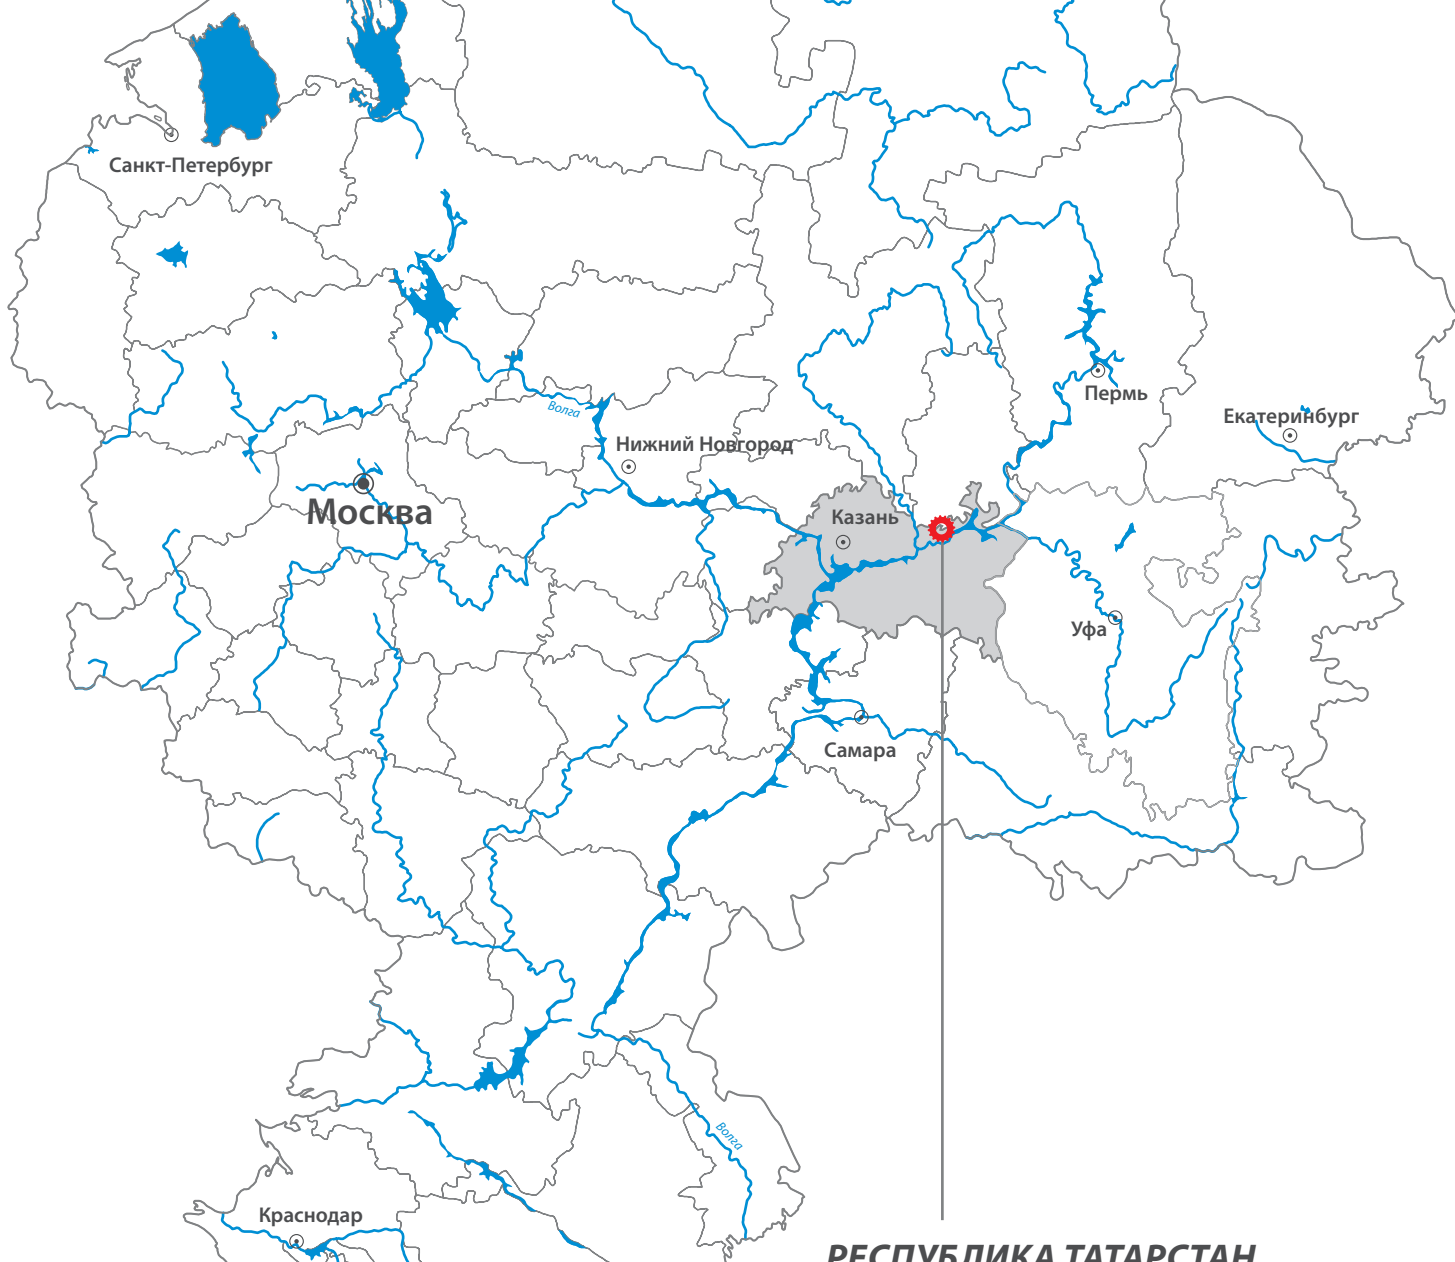 Санкт-Петербург
Пермь
Екатеринбург
Волга
Нижний Новгород
Москва
Казань
Уфа
Самара
Волга
Краснодар
РЕСПУБЛИКА ТАТАРСТАН